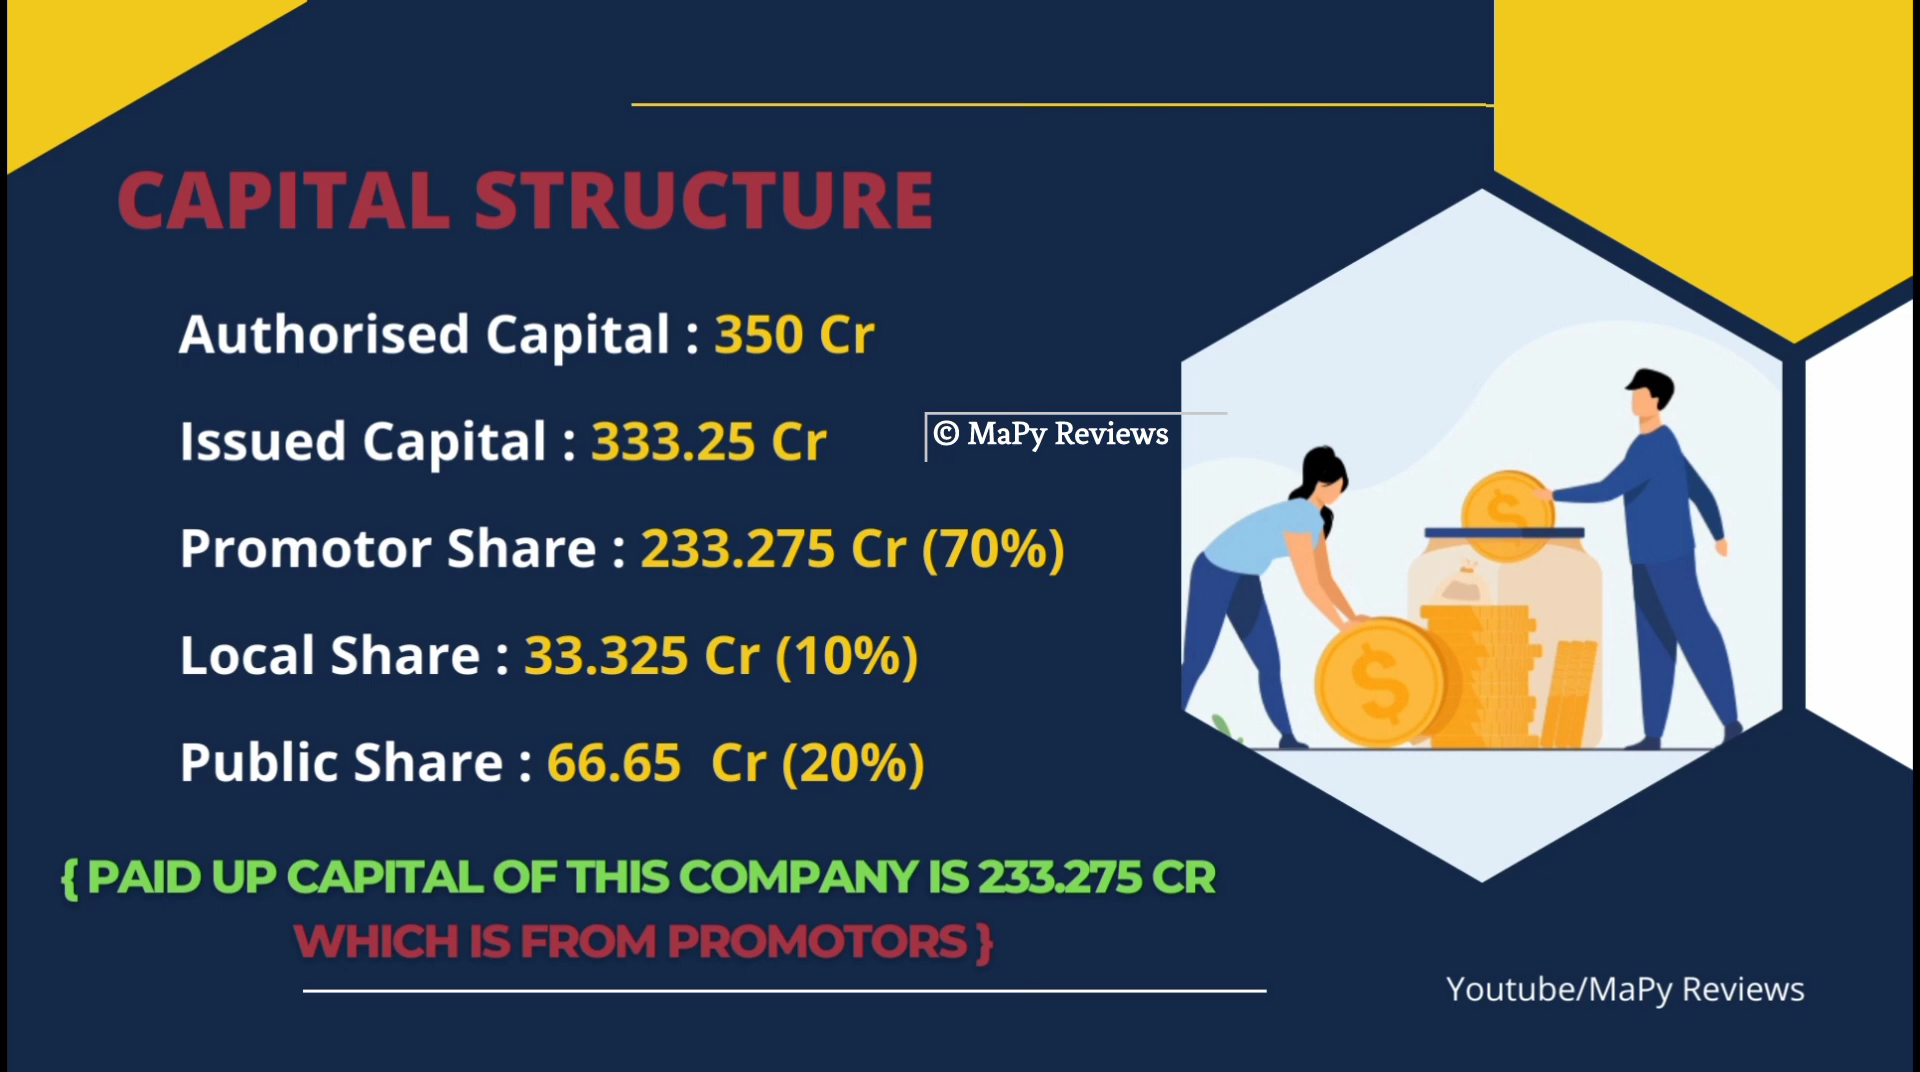 CAPITAL STRUCTURE
Authorised Capital : 350 Cr
Issued Capital : 333.25 Cr
© MaPy Reviews
Promotor Share : 233.275 Cr (70%)
Local Share : 33.325 Cr (10%)
Public Share : 66.65 Cr (20%)
{ PAID UP CAPITAL OF THIS COMPANY IS 233.275 CR
WHICH IS FROM PROMOTORS }
Youtube/MaPy Reviews